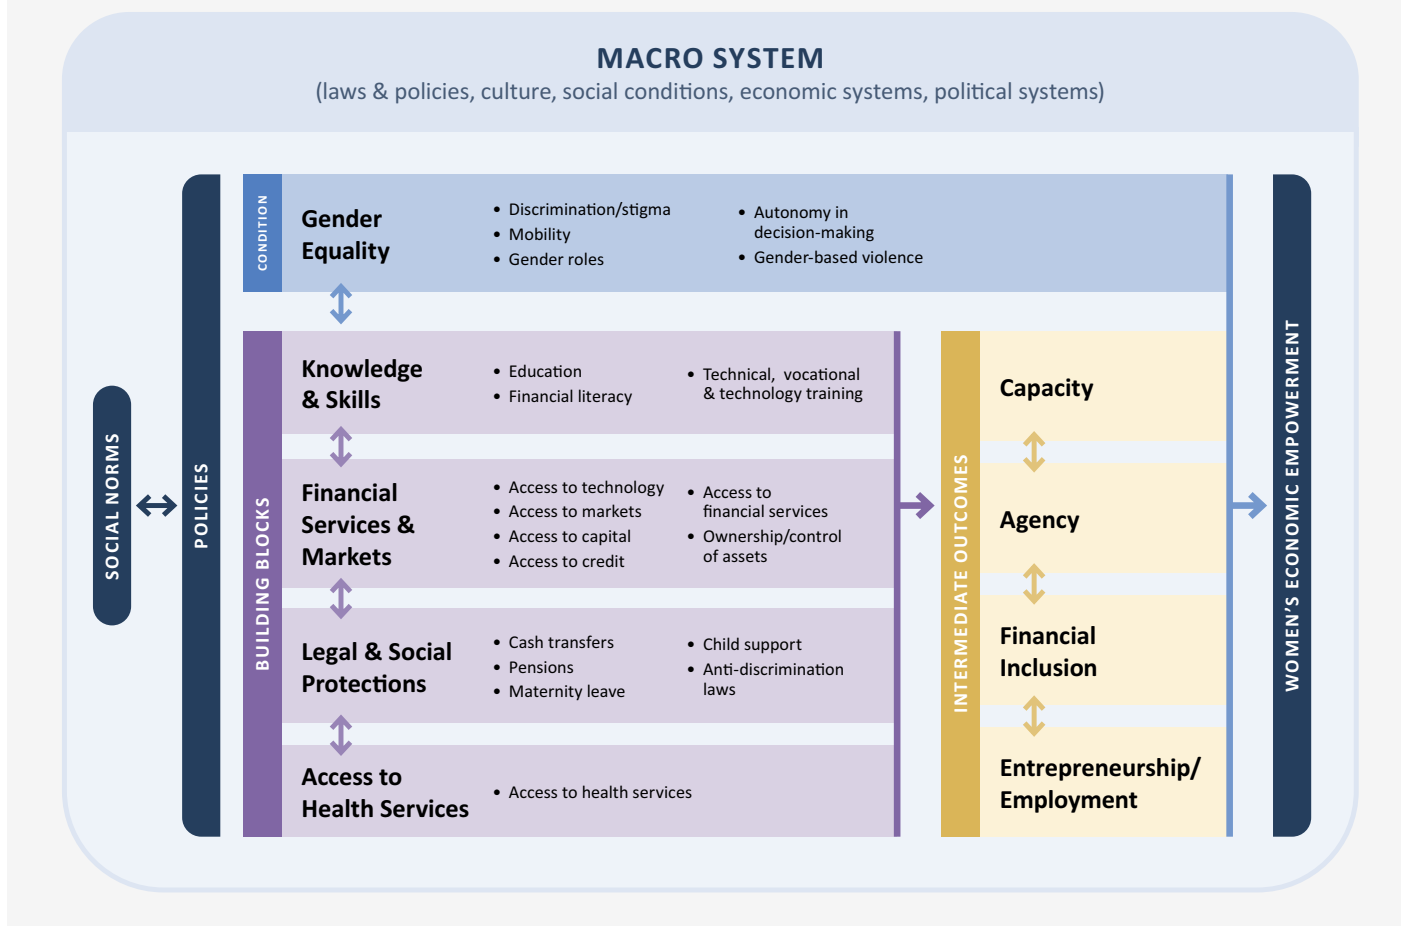 MACRO SYSTEM
(laws & policies, culture, social conditions, economic systems, political systems)
SOCIAL NORMS
POLICIES
CONDITION
Gender
Equality
• Discrimination/stigma
• Mobility
• Gender roles
• Autonomy in
decision-making
• Gender-based violence
BUILDING BLOCKS
Knowledge
& Skills
• Education
• Financial literacy
• Technical, vocational
& technology training
Financial
Services &
Markets
• Access to technology
• Access to markets
• Access to capital
• Access to credit
• Access to
financial services
• Ownership/control
of assets
Legal & Social
Protections
• Cash transfers
• Pensions
• Maternity leave
• Child support
• Anti-discrimination
laws
Access to
Health Services
• Access to health services
INTERMEDIATE OUTCOMES
Capacity
Agency
Financial
Inclusion
Entrepreneurship/
Employment
WOMEN'S ECONOMIC EMPOWERMENT